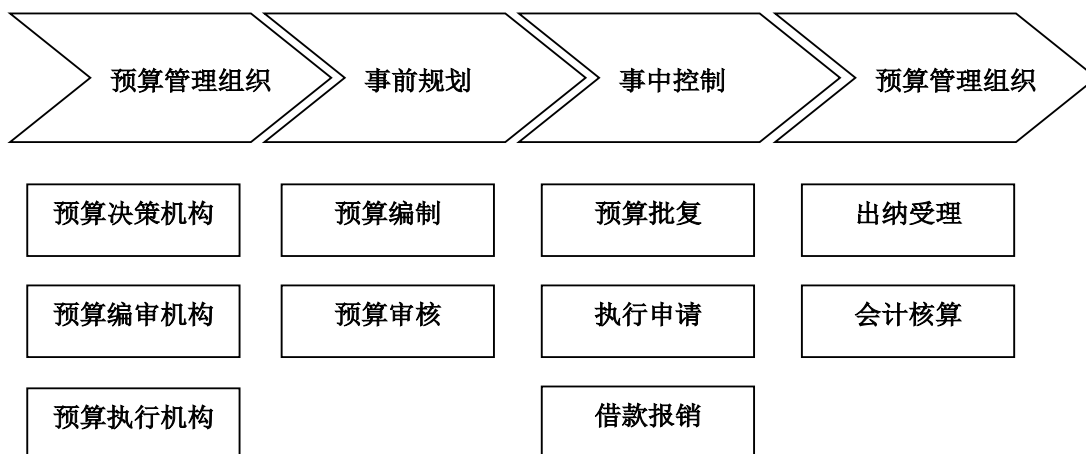 预算管理组织
事前规划
事中控制
预算管理组织
预算决策机构
预算编制
预算批复
出纳受理
预算编审机构
预算审核
执行申请
会计核算
预算执行机构
借款报销